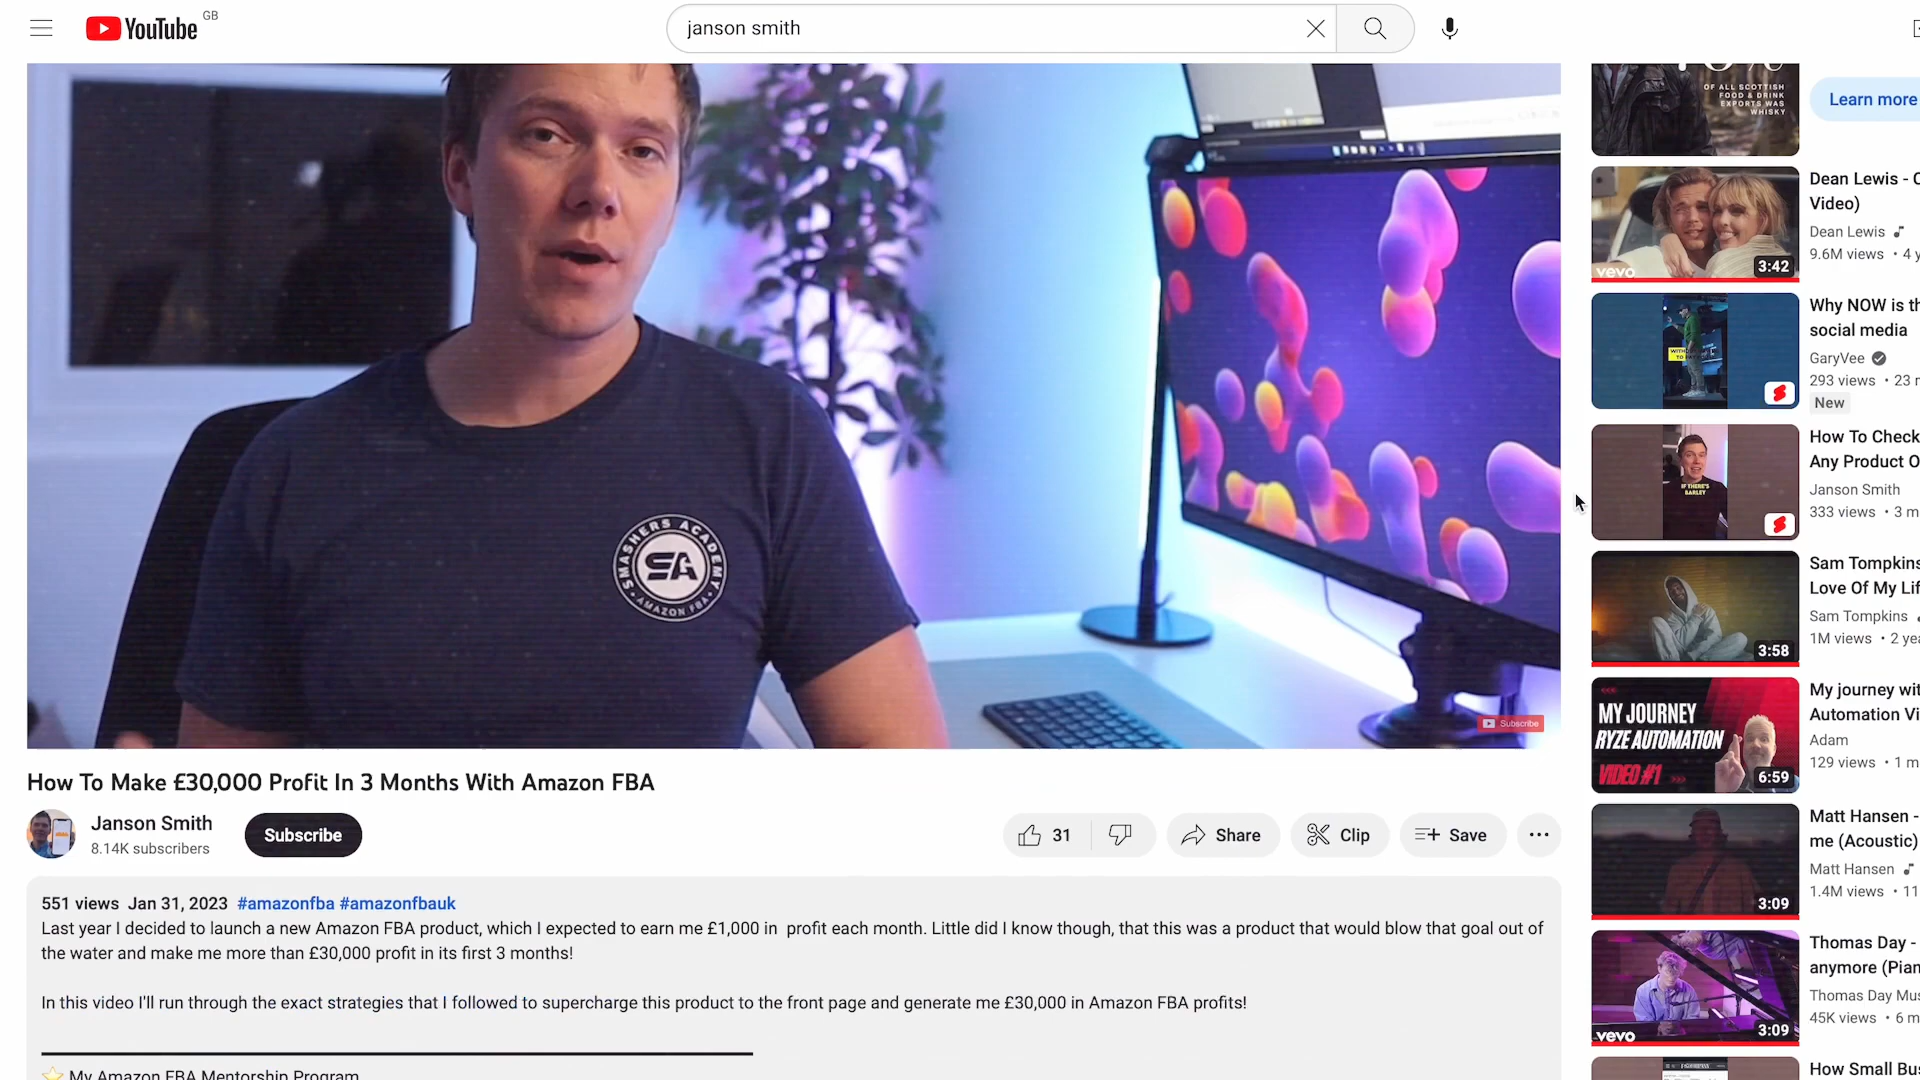 YouTube GB
janson smith
OF ALL SCOTTISH
FOOD & DRINK
EXPORTS WAS
WHISKY
Learn more
Dean Lewis -
Video)
Dean Lewis
9.6M views • 4
vevo
3:42
Why NOW is
social media
GaryVee
293 views • 23
New
How To Check
Any Product
Janson Smith
333 views • 3
IF THERE'S
BARLEY
Sam Tompkins
Love Of My
Sam Tompkins
1M views • 2
3:58
MY JOURNEY
RYZE AUTOMATION
VIDEO #1
6:59
My journey
Automation
Adam
129 views • 1
Matt Hansen -
me (Acoustic)
Matt Hansen
1.4M views • 11
3:09
Thomas Day -
anymore
Thomas Day
45K views • 6
vevo
3:09
How Small
SMASHERS ACADEMY
SA
• AMAZON FBA •
Subscribe
How To Make £30,000 Profit In 3 Months With Amazon FBA
Janson Smith
8.14K subscribers
Subscribe
31
Share
Clip
Save
551 views Jan 31, 2023 #amazonfba #amazonfbauk
Last year I decided to launch a new Amazon FBA product, which I expected to earn me £1,000 in profit each month. Little did I know though, that this was a product that would blow that goal out of
the water and make me more than £30,000 profit in its first 3 months!
In this video I'll run through the exact strategies that I followed to supercharge this product to the front page and generate me £30,000 in Amazon FBA profits!
My Amazon FBA Mentorship Program